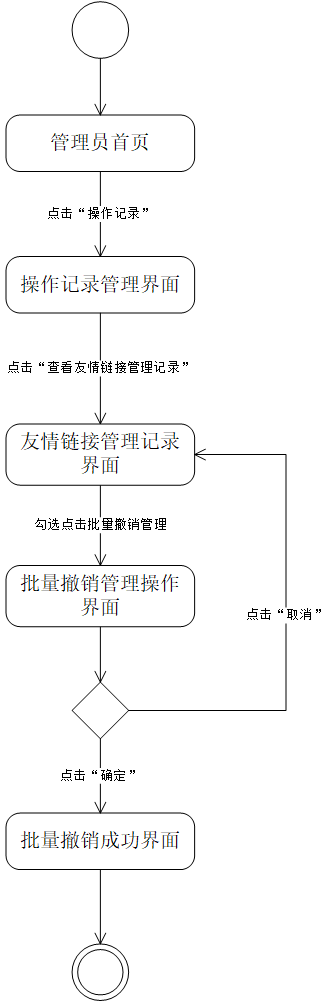 管理员首页
点击“操作记录”
操作记录管理界面
点击“查看友情链接管理记录”
友情链接管理记录
界面
勾选点击批量撤销管理
批量撤销管理操作
界面
点击“取消”
点击“确定”
批量撤销成功界面